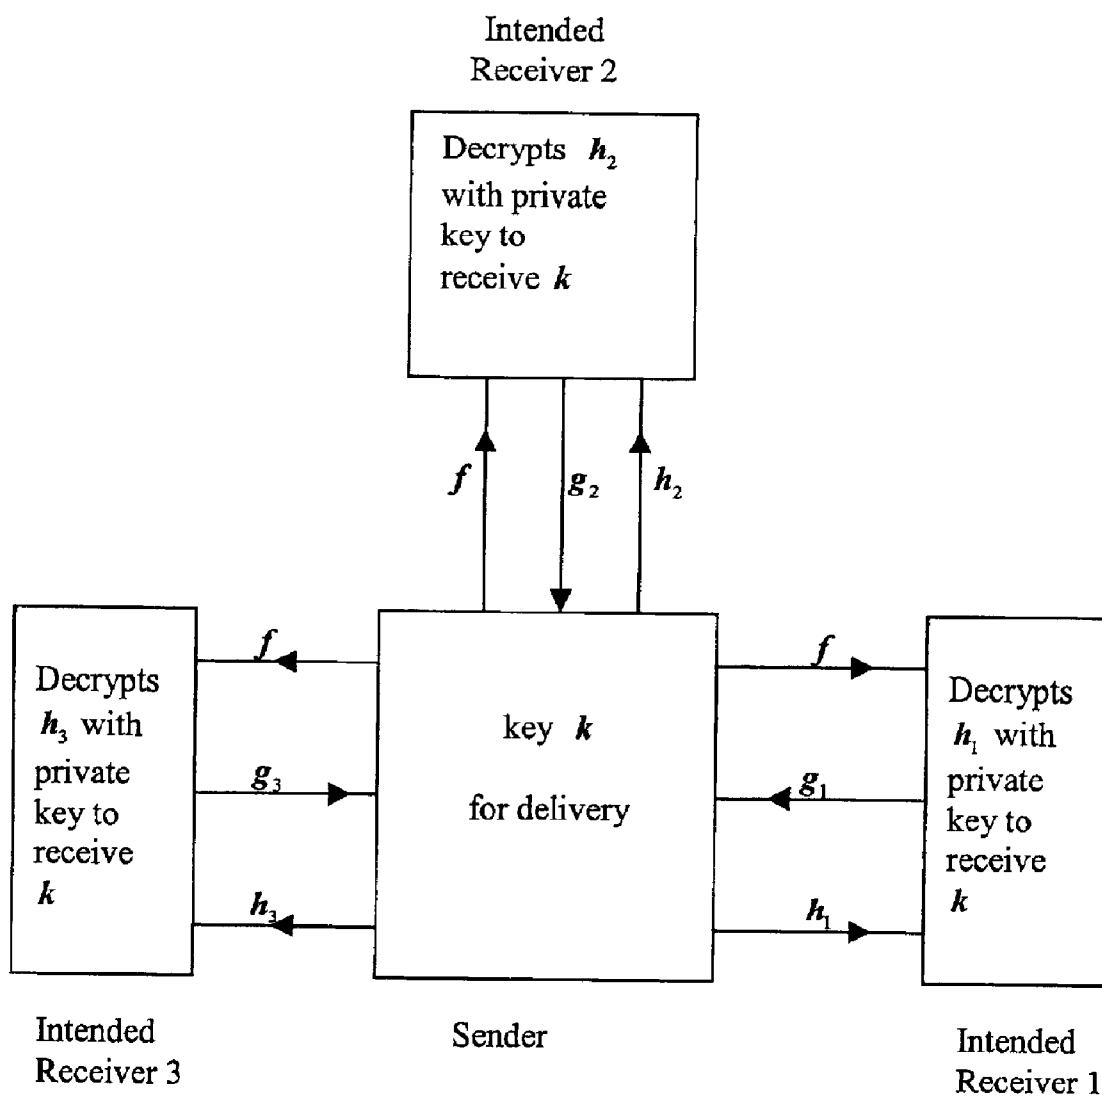 Intended
Receiver 2
Decrypts h₂
with private
key to
receive k
f
g₂
h₂
Decrypts
h₃ with
private
key to
receive
k
f
g₃
h₃
key k
for delivery
f
g₁
h₁
Decrypts
h₁ with
private
key to
receive
k
Intended
Receiver 3
Sender
Intended
Receiver 1